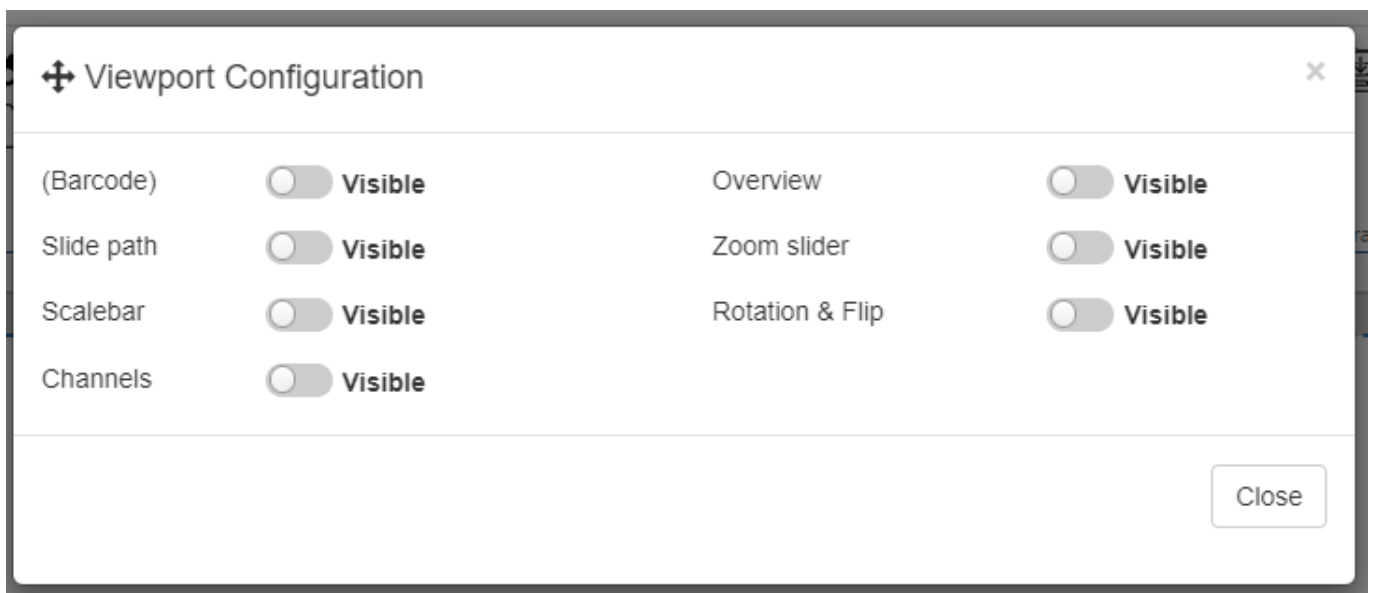 Viewport Configuration ×
(Barcode) Visible Overview Visible
Slide path Visible Zoom slider Visible
Scalebar Visible Rotation & Flip Visible
Channels Visible
Close